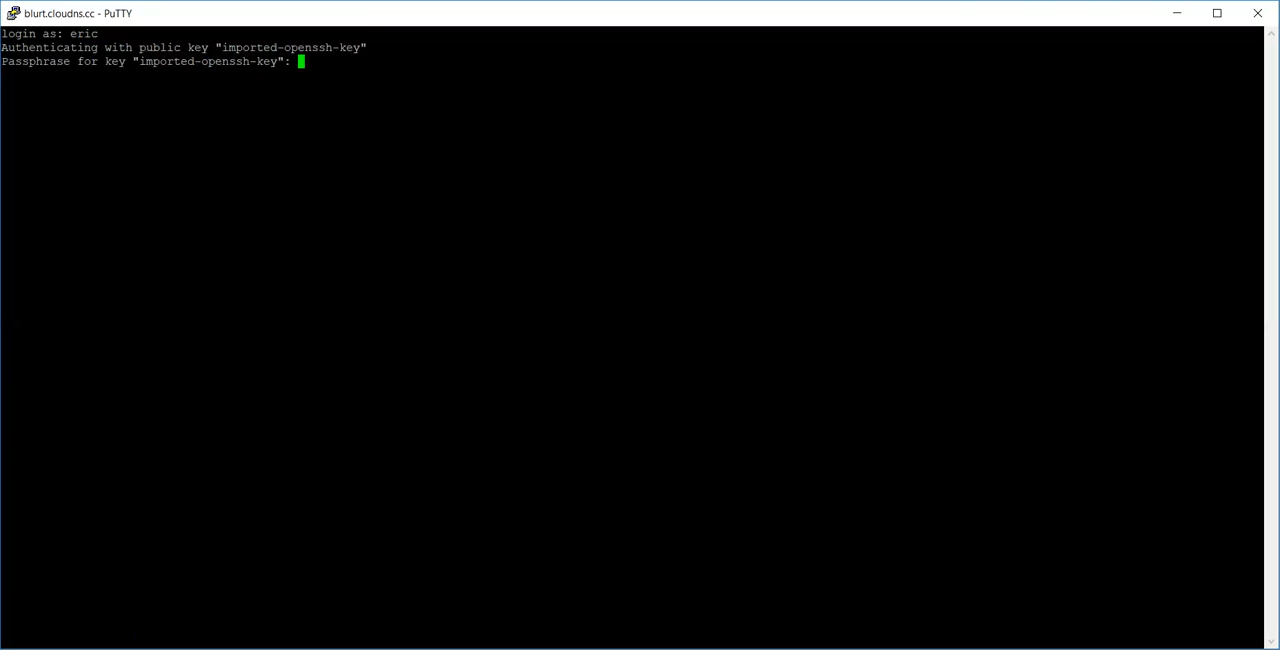 blurt.cloudns.cc - PuTTY
login as: eric
Authenticating with public key "imported-openssh-key"
Passphrase for key "imported-openssh-key":